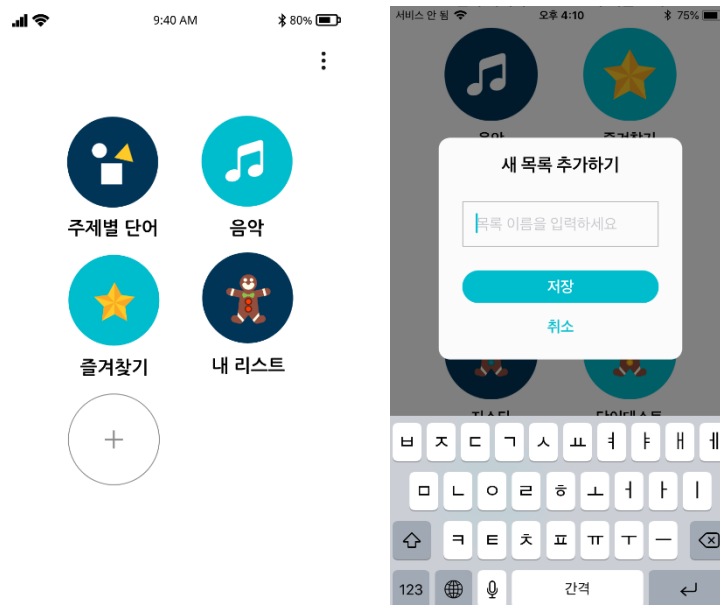 9:40 AM
80%
주제별 단어
음악
즐겨찾기
내 리스트
서비스 안 됨
오후 4:10
75%
새 목록 추가하기
목록 이름을 입력하세요
저장
취소
ㅂ ㅈ ㄷ ㄱ ㅅ ㅛ ㅕ ㅑ ㅐ ㅔ
ㅁ ㄴ ㅇ ㄹ ㅎ ㅗ ㅓ ㅏ ㅣ
ㅋ ㅌ ㅊ ㅍ ㅠ ㅜ ㅡ
123
간격